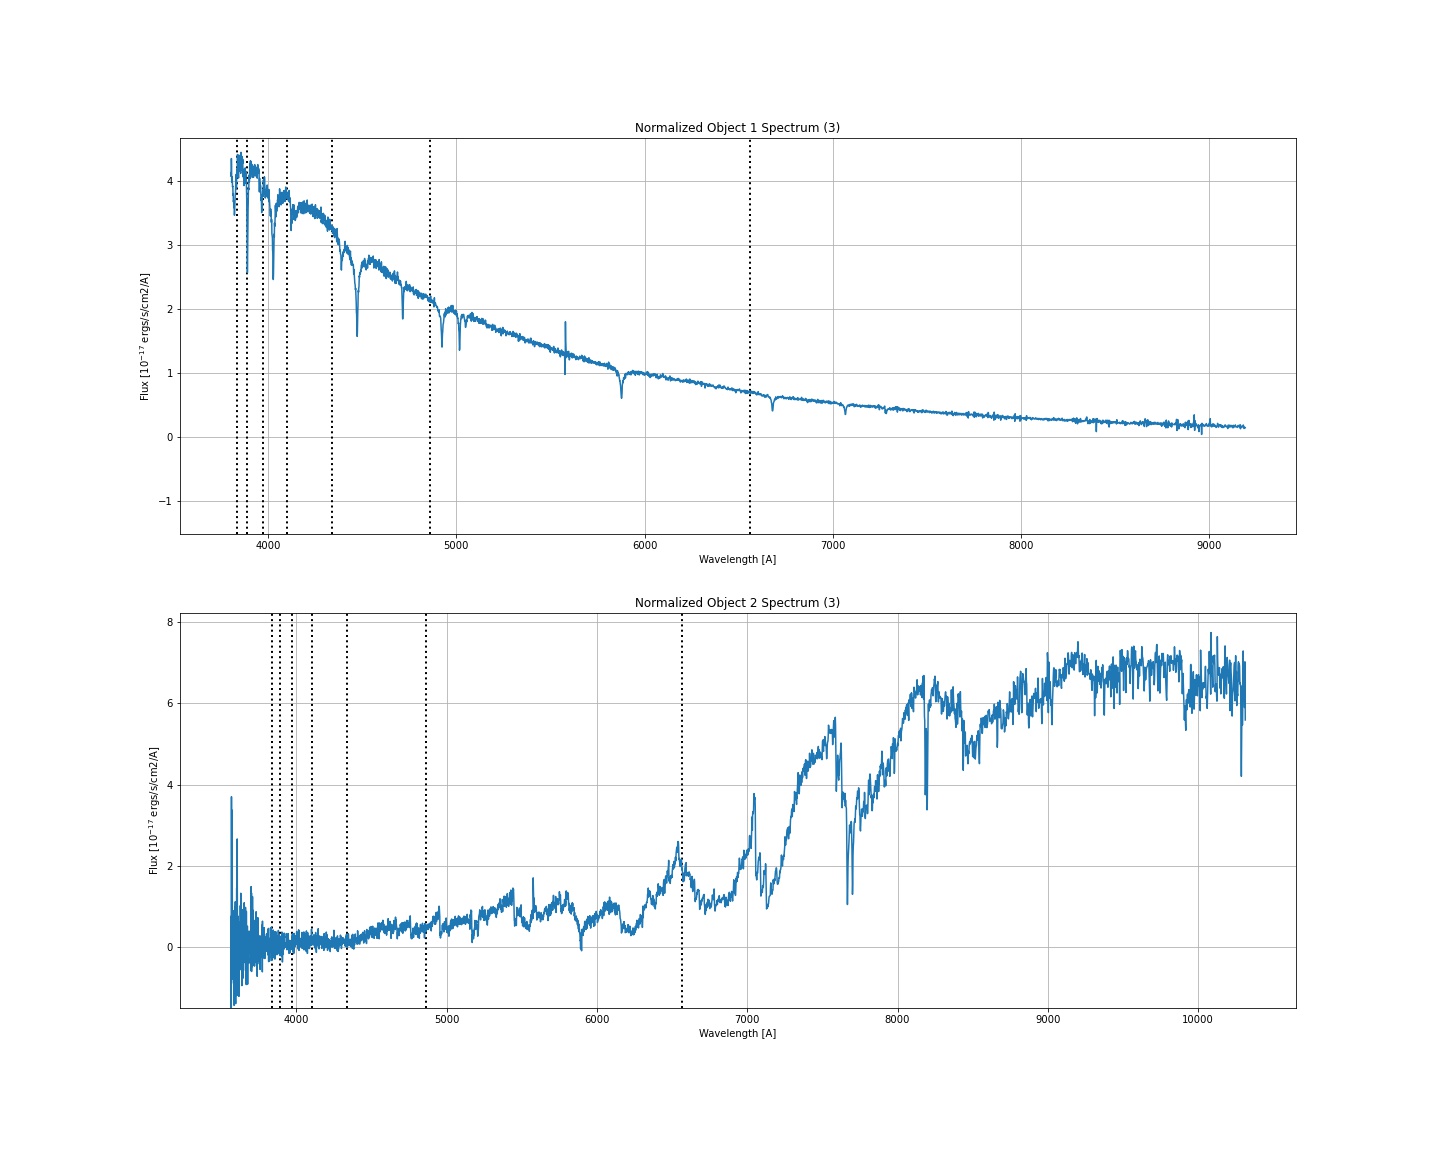 Normalized Object 1 Spectrum (3)
Flux [10⁻¹⁷ ergs/s/cm2/A]
4
3
2
1
0
−1
4000 5000 6000 7000 8000 9000
Wavelength [A]
Normalized Object 2 Spectrum (3)
Flux [10⁻¹⁷ ergs/s/cm2/A]
8
6
4
2
0
4000 5000 6000 7000 8000 9000 10000
Wavelength [A]